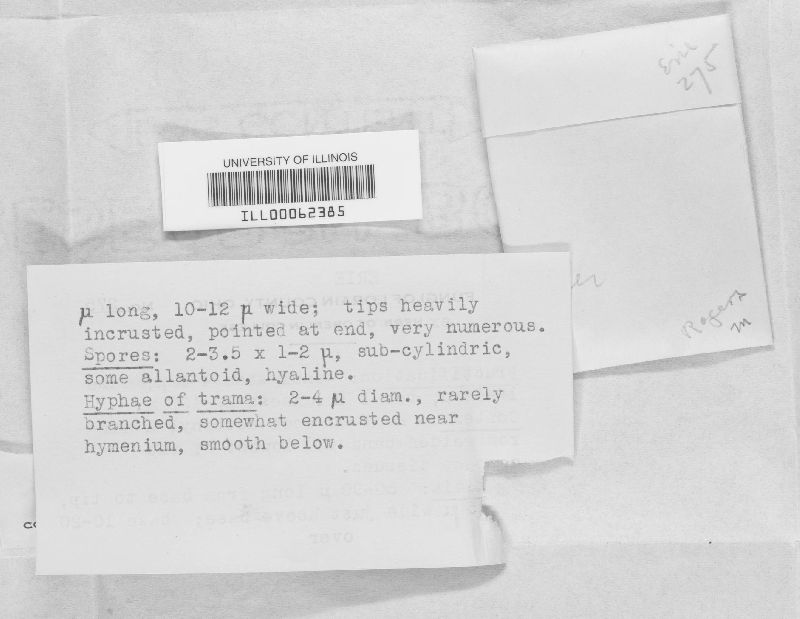 Erie
275
UNIVERSITY OF ILLINOIS
ILL00062385
µ long, 10-12 µ wide; tips heavily
incrusted, pointed at end, very numerous.
Spores: 2-3.5 x 1-2 µ, sub-cylindric,
some allantoid, hyaline.
Hyphae of trama: 2-4 µ diam., rarely
branched, somewhat encrusted near
hymenium, smooth below.
Rogers
m
over